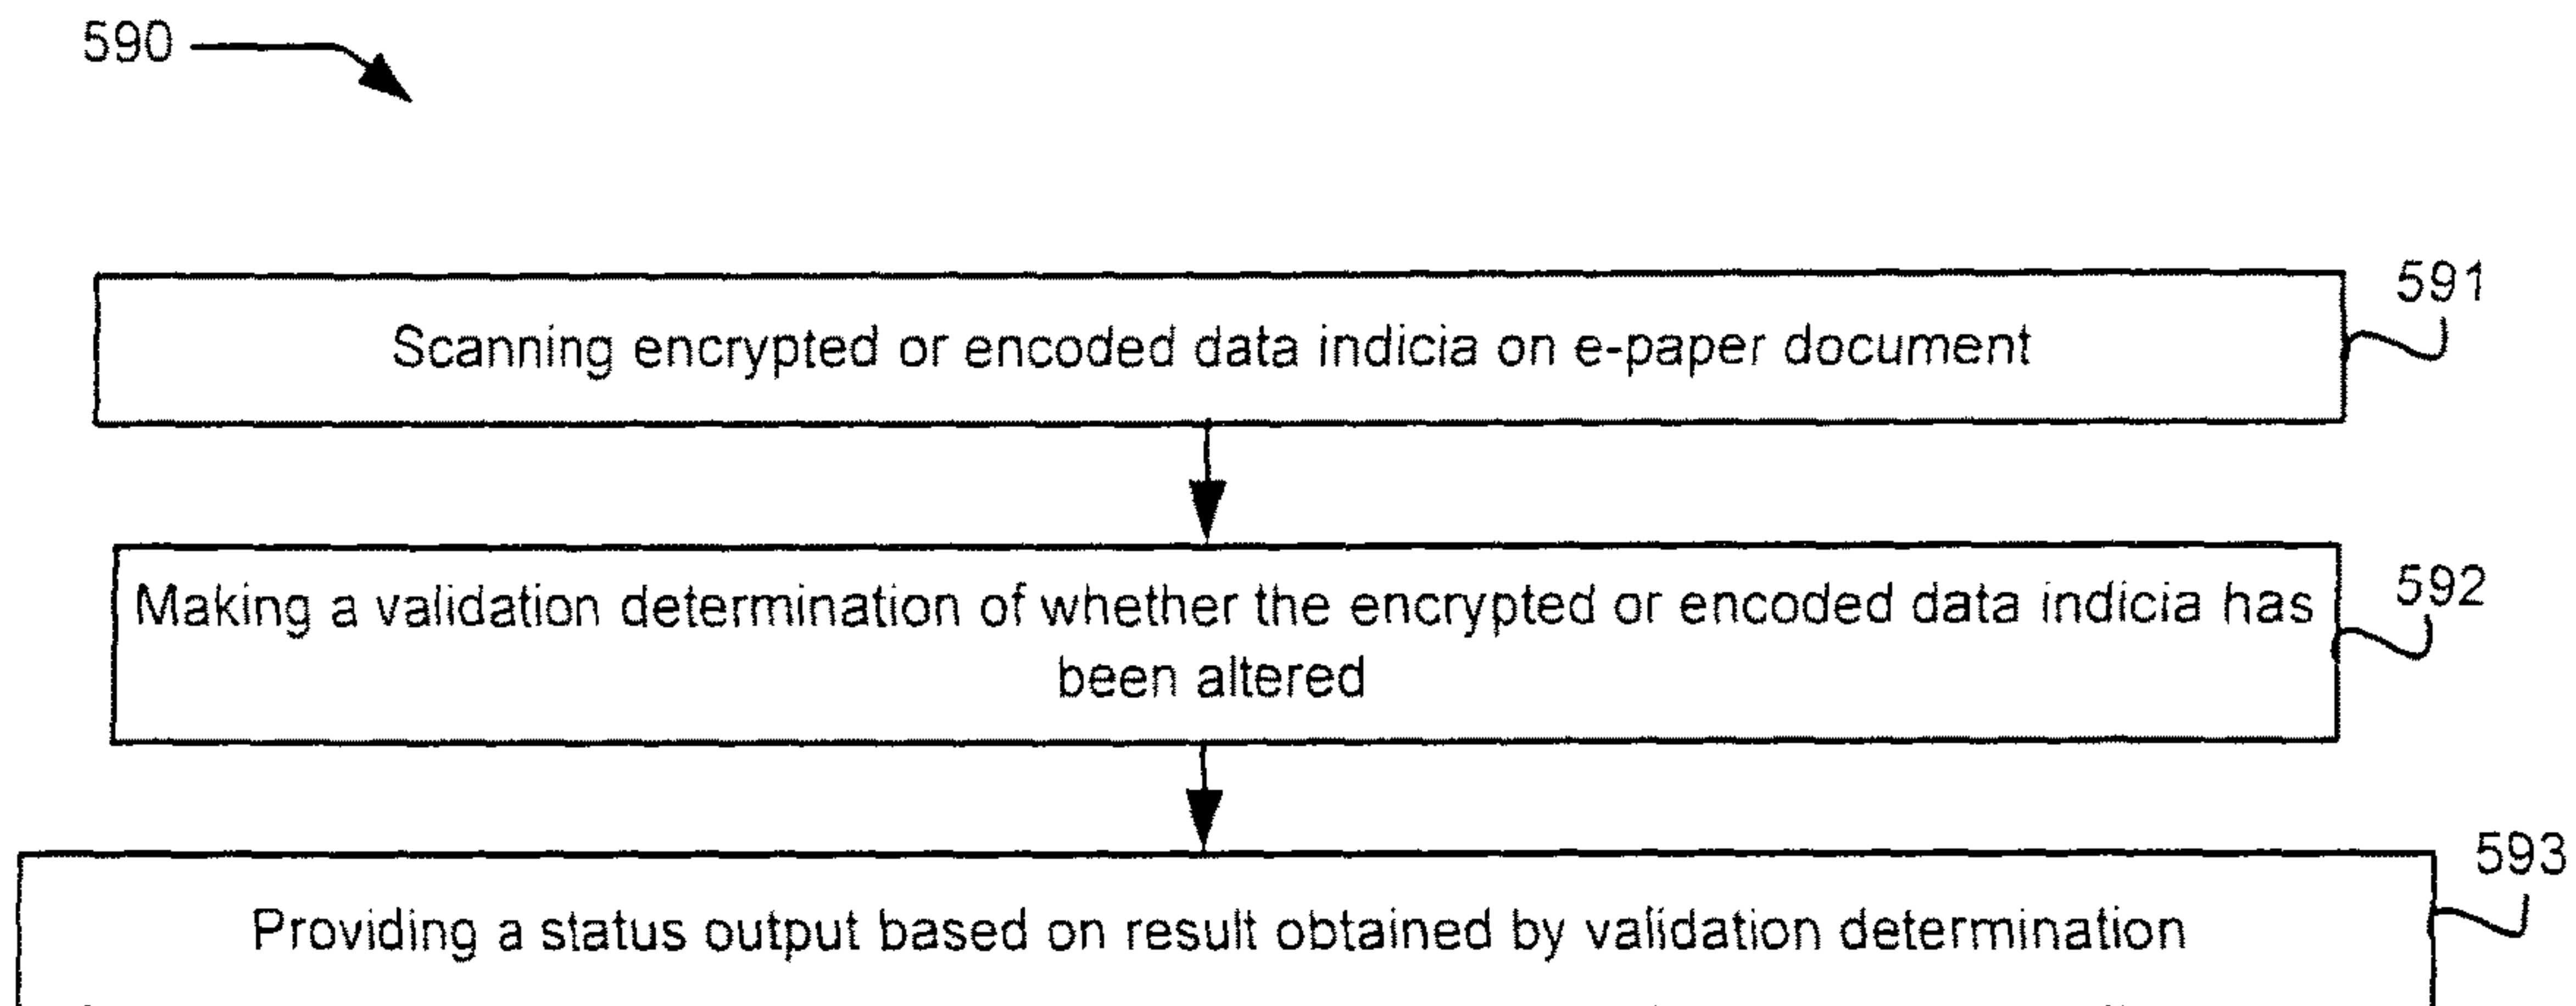 590
591
Scanning encrypted or encoded data indicia on e-paper document
592
Making a validation determination of whether the encrypted or encoded data indicia has
been altered
593
Providing a status output based on result obtained by validation determination